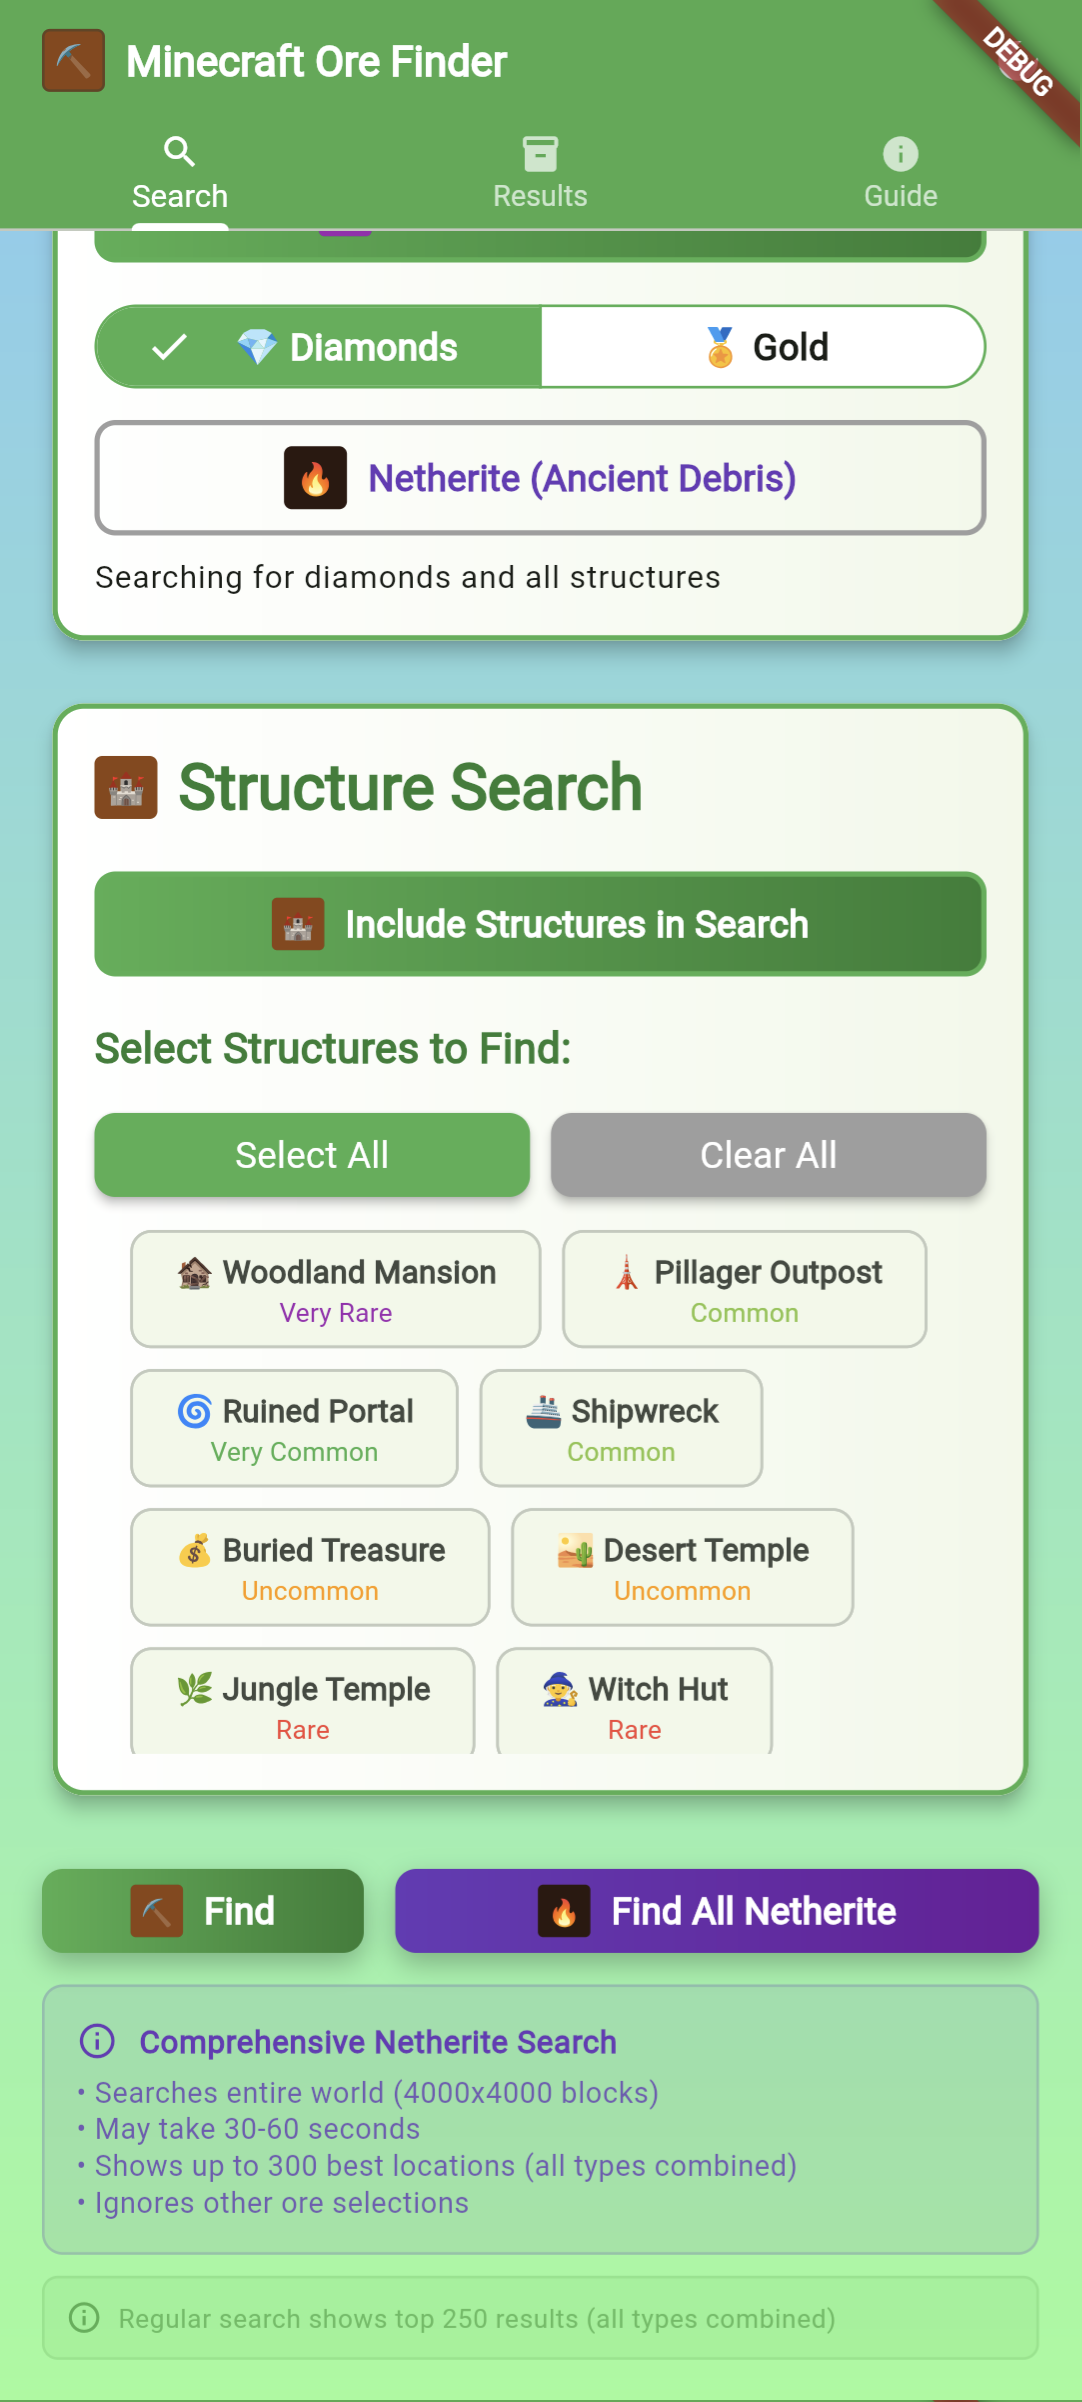 Minecraft Ore Finder
DEBUG
Search
Results
Guide
Diamonds
Gold
Netherite (Ancient Debris)
Searching for diamonds and all structures
Structure Search
Include Structures in Search
Select Structures to Find:
Select All
Clear All
Woodland Mansion
Very Rare
Pillager Outpost
Common
Ruined Portal
Very Common
Shipwreck
Common
Buried Treasure
Uncommon
Desert Temple
Uncommon
Jungle Temple
Rare
Witch Hut
Rare
Find
Find All Netherite
Comprehensive Netherite Search
• Searches entire world (4000x4000 blocks)
• May take 30-60 seconds
• Shows up to 300 best locations (all types combined)
• Ignores other ore selections
Regular search shows top 250 results (all types combined)